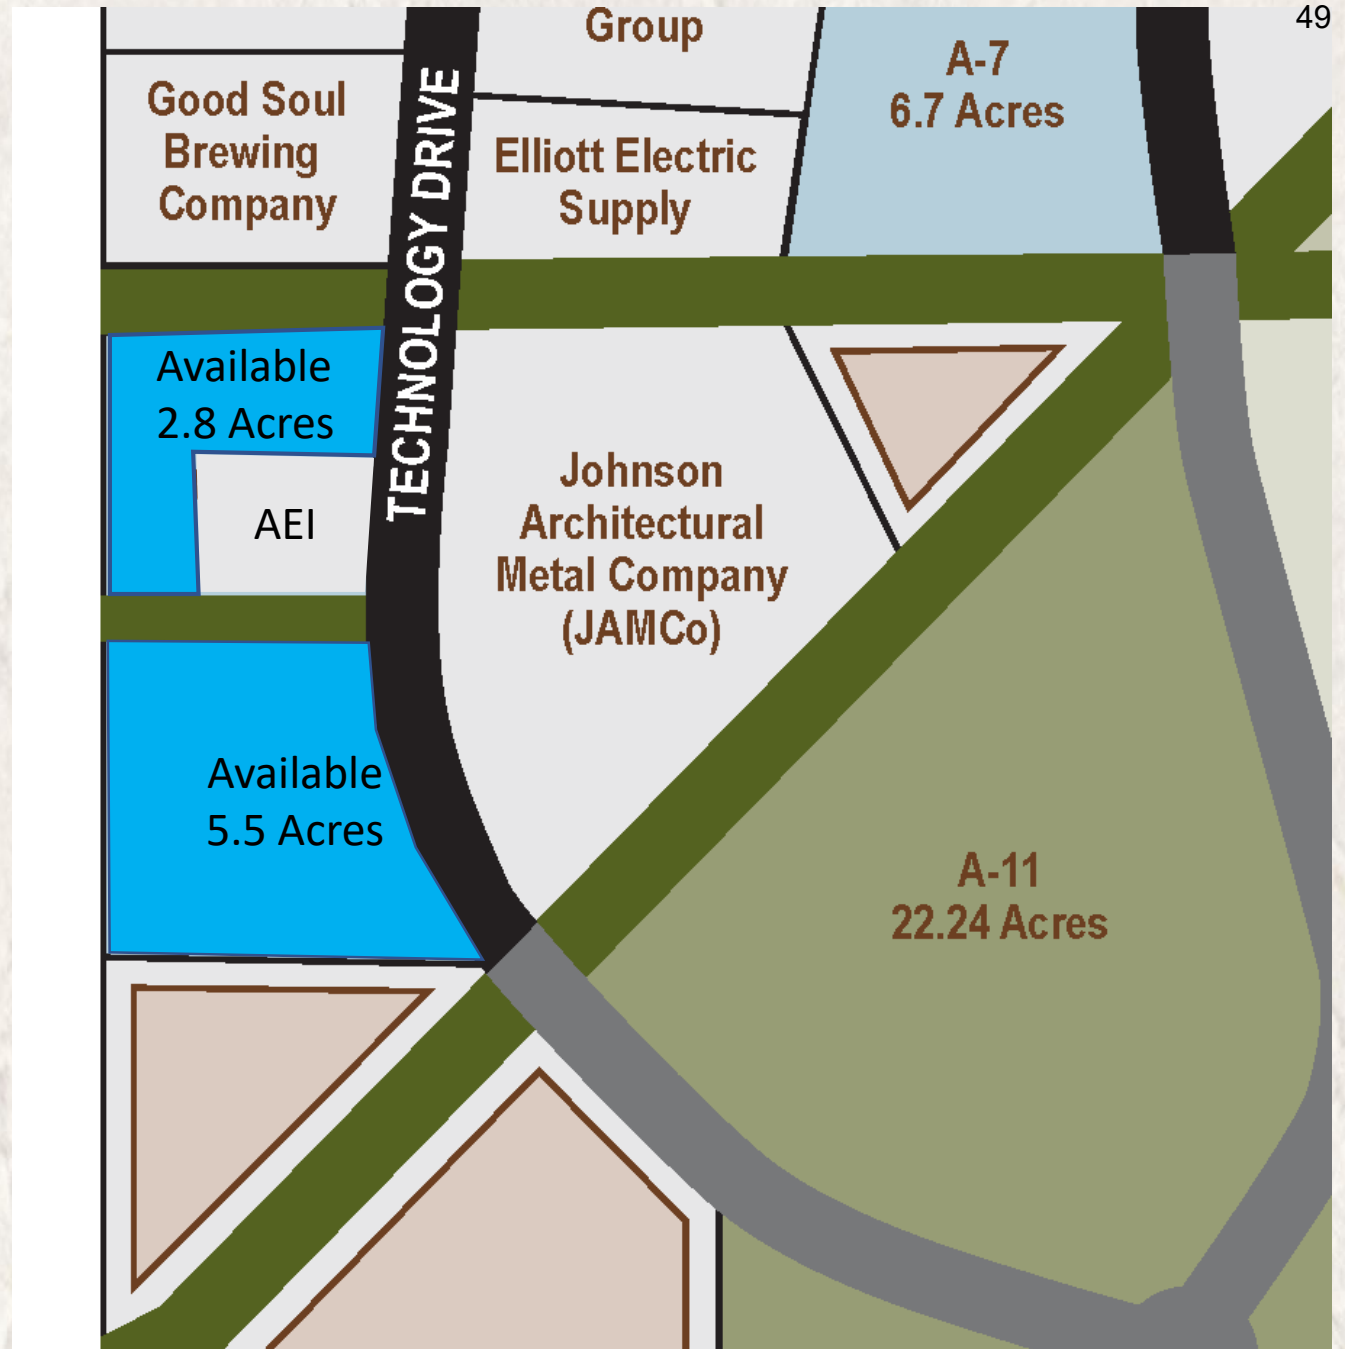 49
Group
A-7
6.7 Acres
Good Soul
Brewing
Company
TECHNOLOGY DRIVE
Elliott Electric
Supply
Available
2.8 Acres
AEI
Johnson
Architectural
Metal Company
(JAMCo)
Available
5.5 Acres
A-11
22.24 Acres